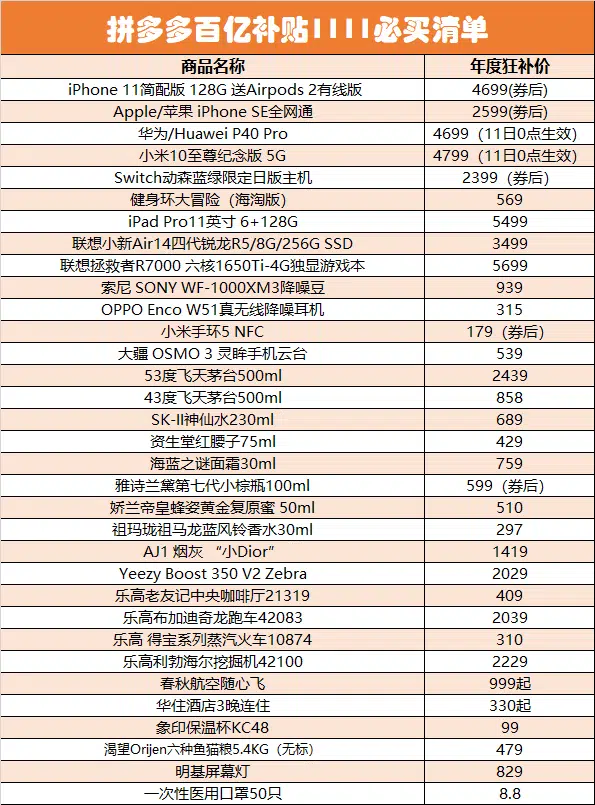 拼多多百亿补贴1111必买清单
商品名称 年度狂补价
iPhone 11简配版 128G 送Airpods 2有线版 4699(券后)
Apple/苹果 iPhone SE全网通 2599(券后)
华为/Huawei P40 Pro 4699（11日0点生效）
小米10至尊纪念版 5G 4799（11日0点生效）
Switch动森蓝绿限定日版主机 2399（券后）
健身环大冒险（海淘版） 569
iPad Pro11英寸 6+128G 5499
联想小新Air14四代锐龙R5/8G/256G SSD 3499
联想拯救者R7000 六核1650Ti-4G独显游戏本 5699
索尼 SONY WF-1000XM3降噪豆 939
OPPO Enco W51真无线降噪耳机 315
小米手环5 NFC 179（券后）
大疆 OSMO 3 灵眸手机云台 539
53度飞天茅台500ml 2439
43度飞天茅台500ml 858
SK-II神仙水230ml 689
资生堂红腰子75ml 429
海蓝之谜面霜30ml 759
雅诗兰黛第七代小棕瓶100ml 599（券后）
娇兰帝皇蜂姿黄金复原蜜 50ml 510
祖玛珑祖马龙蓝风铃香水30ml 297
AJ1 烟灰 “小Dior” 1419
Yeezy Boost 350 V2 Zebra 2029
乐高老友记中央咖啡厅21319 409
乐高布加迪奇龙跑车42083 2039
乐高 得宝系列蒸汽火车10874 310
乐高利勃海尔挖掘机42100 2229
春秋航空随心飞 999起
华住酒店3晚连住 330起
象印保温杯KC48 99
渴望Orijen六种鱼猫粮5.4KG（无标） 479
明基屏幕灯 829
一次性医用口罩50只 8.8